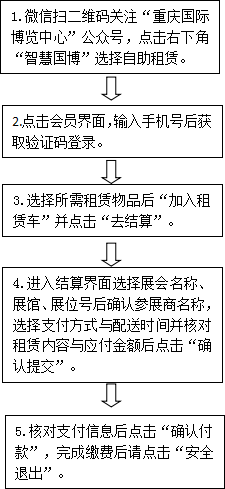 1.微信扫二维码关注“重庆国际
博览中心”公众号，点击右下角
“智慧国博”选择自助租赁。
2.点击会员界面，输入手机号后获
取验证码登录。
3.选择所需租赁物品后“加入租
赁车”并点击“去结算”。
4.进入结算界面选择展会名称、
展馆、展位号后确认参展商名称，
选择支付方式与配送时间并核对
租赁内容与应付金额后点击“确
认提交”。
5.核对支付信息后点击“确认付
款”，完成缴费后请点击“安全
退出”。